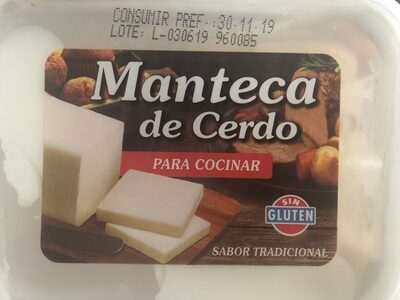 CONSUMIR PREF.:30.11.19
LOTE: L-030619 960085
Manteca
de Cerdo
PARA COCINAR
SIN
GLUTEN
SABOR TRADICIONAL